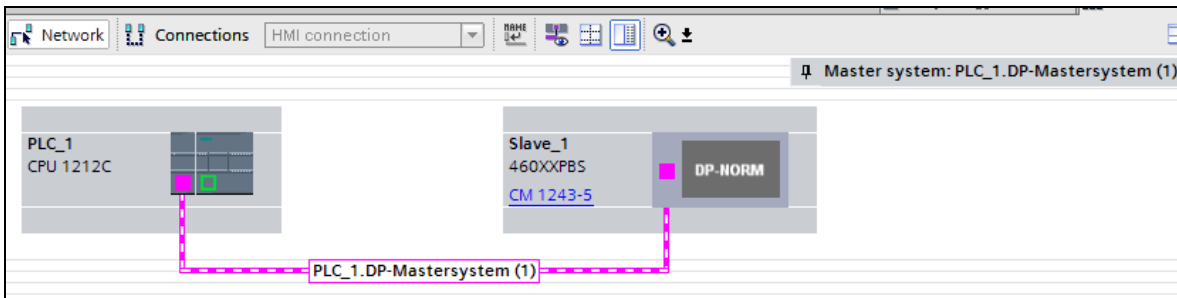 Network Connections HMI connection NAME
Master system: PLC_1.DP-Mastersystem (1)
PLC_1
CPU 1212C
Slave_1
460XXPBS
CM 1243-5
DP-NORM
PLC_1.DP-Mastersystem (1)